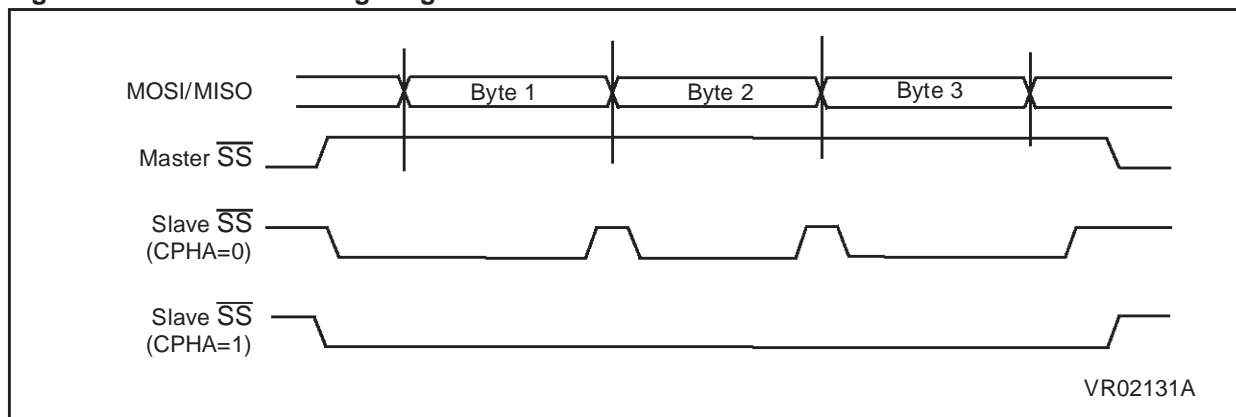 MOSI/MISO
Byte 1
Byte 2
Byte 3
Master SS
Slave SS
(CPHA=0)
Slave SS
(CPHA=1)
VR02131A